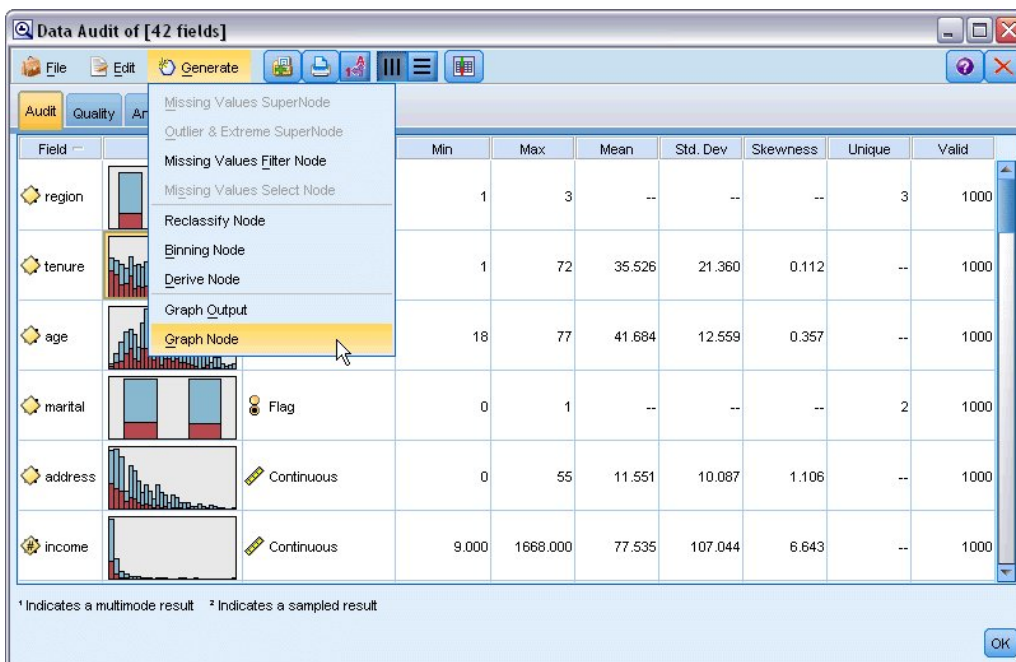 Data Audit of [42 fields]
File Edit Generate
Audit Quality An
Missing Values SuperNode
Outlier & Extreme SuperNode
Missing Values Filter Node
Missing Values Select Node
Reclassify Node
Binning Node
Derive Node
Graph Output
Graph Node
Field Min Max Mean Std. Dev Skewness Unique Valid
region 1 3 -- -- -- 3 1000
tenure 1 72 35.526 21.360 0.112 -- 1000
age 18 77 41.684 12.559 0.357 -- 1000
marital Flag 0 1 -- -- -- 2 1000
address Continuous 0 55 11.551 10.087 1.106 -- 1000
income Continuous 9.000 1668.000 77.535 107.044 6.643 -- 1000
¹ Indicates a multimode result ² Indicates a sampled result
OK